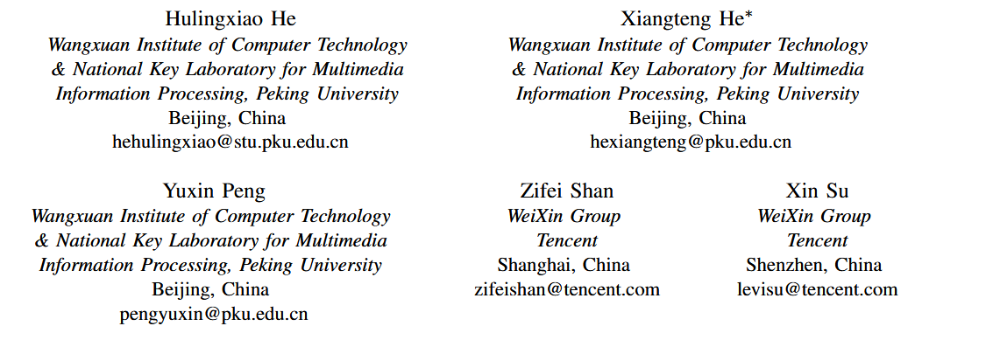 Hulingxiao He
Wangxuan Institute of Computer Technology
& National Key Laboratory for Multimedia
Information Processing, Peking University
Beijing, China
hehulingxiao@stu.pku.edu.cn
Xiangteng He*
Wangxuan Institute of Computer Technology
& National Key Laboratory for Multimedia
Information Processing, Peking University
Beijing, China
hexiangteng@pku.edu.cn
Yuxin Peng
Wangxuan Institute of Computer Technology
& National Key Laboratory for Multimedia
Information Processing, Peking University
Beijing, China
pengyuxin@pku.edu.cn
Zifei Shan
WeiXin Group
Tencent
Shanghai, China
zifeishan@tencent.com
Xin Su
WeiXin Group
Tencent
Shenzhen, China
levisu@tencent.com